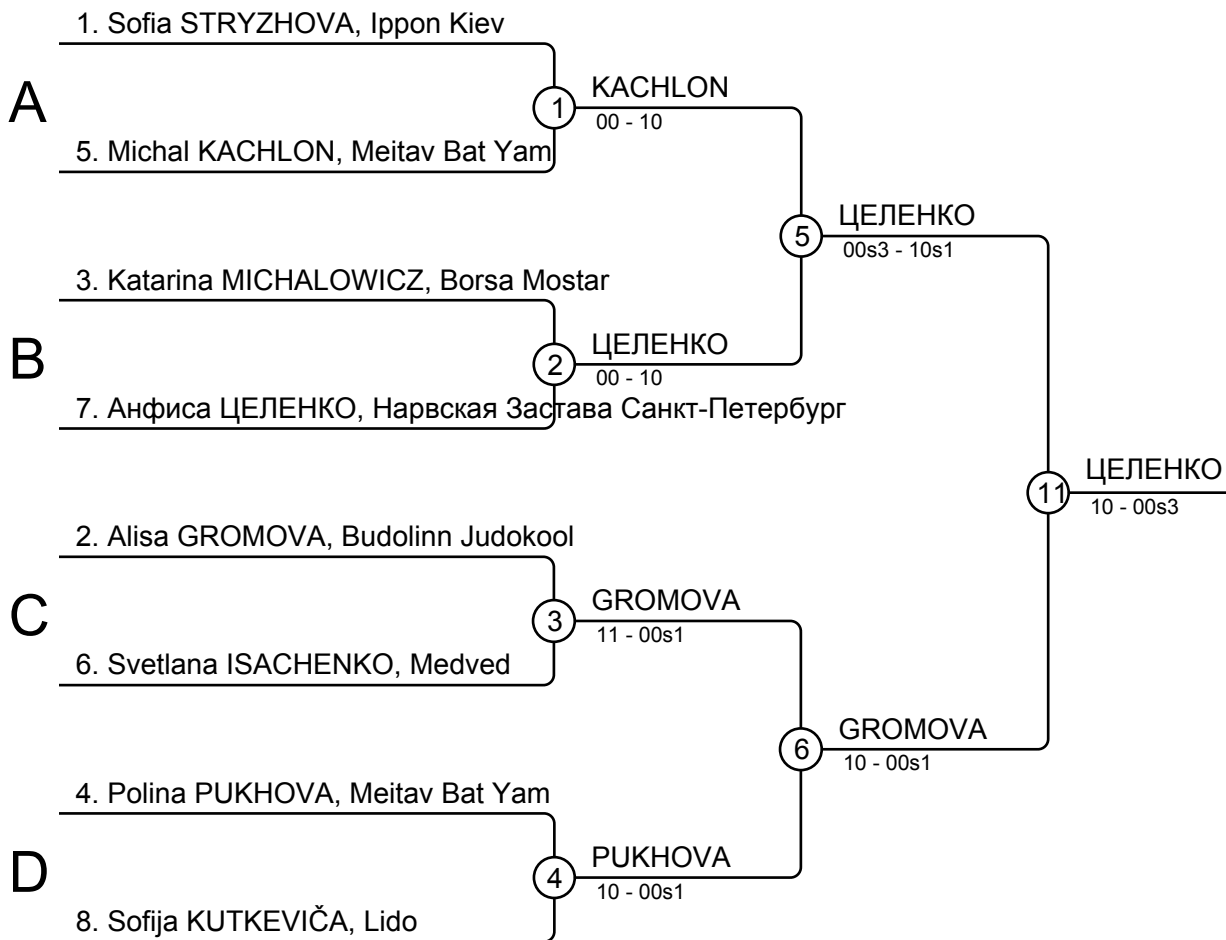 1. Sofia STRYZHOVA, Ippon Kiev
A
KACHLON
1
00 - 10
5. Michal KACHLON, Meitav Bat Yam
ЦЕЛЕНКО
5
00s3 - 10s1
3. Katarina MICHALOWICZ, Borsa Mostar
B
ЦЕЛЕНКО
2
00 - 10
7. Анфиса ЦЕЛЕНКО, Нарвская Застава Санкт-Петербург
ЦЕЛЕНКО
11
10 - 00s3
2. Alisa GROMOVA, Budolinn Judokool
C
GROMOVA
3
11 - 00s1
6. Svetlana ISACHENKO, Medved
GROMOVA
6
10 - 00s1
4. Polina PUKHOVA, Meitav Bat Yam
D
PUKHOVA
4
10 - 00s1
8. Sofija KUTKEVIČA, Lido